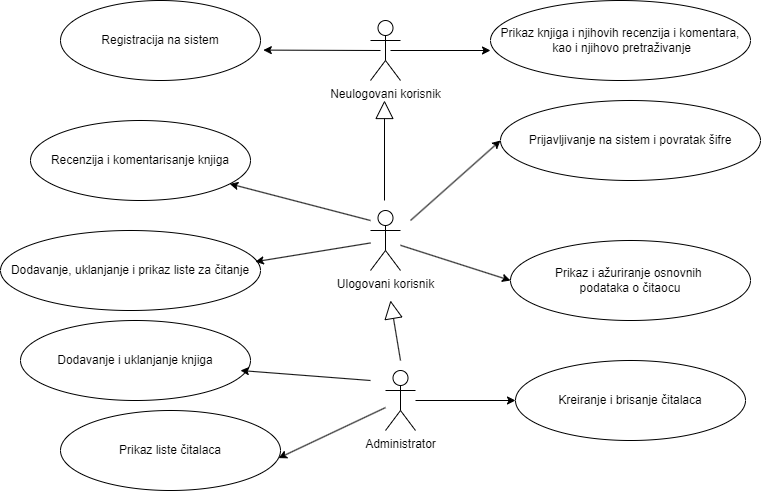 Registracija na sistem
Prikaz knjiga i njihovih recenzija i komentara,
kao i njihovo pretraživanje
Neulogovani korisnik
Recenzija i komentarisanje knjiga
Prijavljivanje na sistem i povratak šifre
Dodavanje, uklanjanje i prikaz liste za čitanje
Ulogovani korisnik
Prikaz i ažuriranje osnovnih
podataka o čitaocu
Dodavanje i uklanjanje knjiga
Kreiranje i brisanje čitalaca
Administrator
Prikaz liste čitalaca